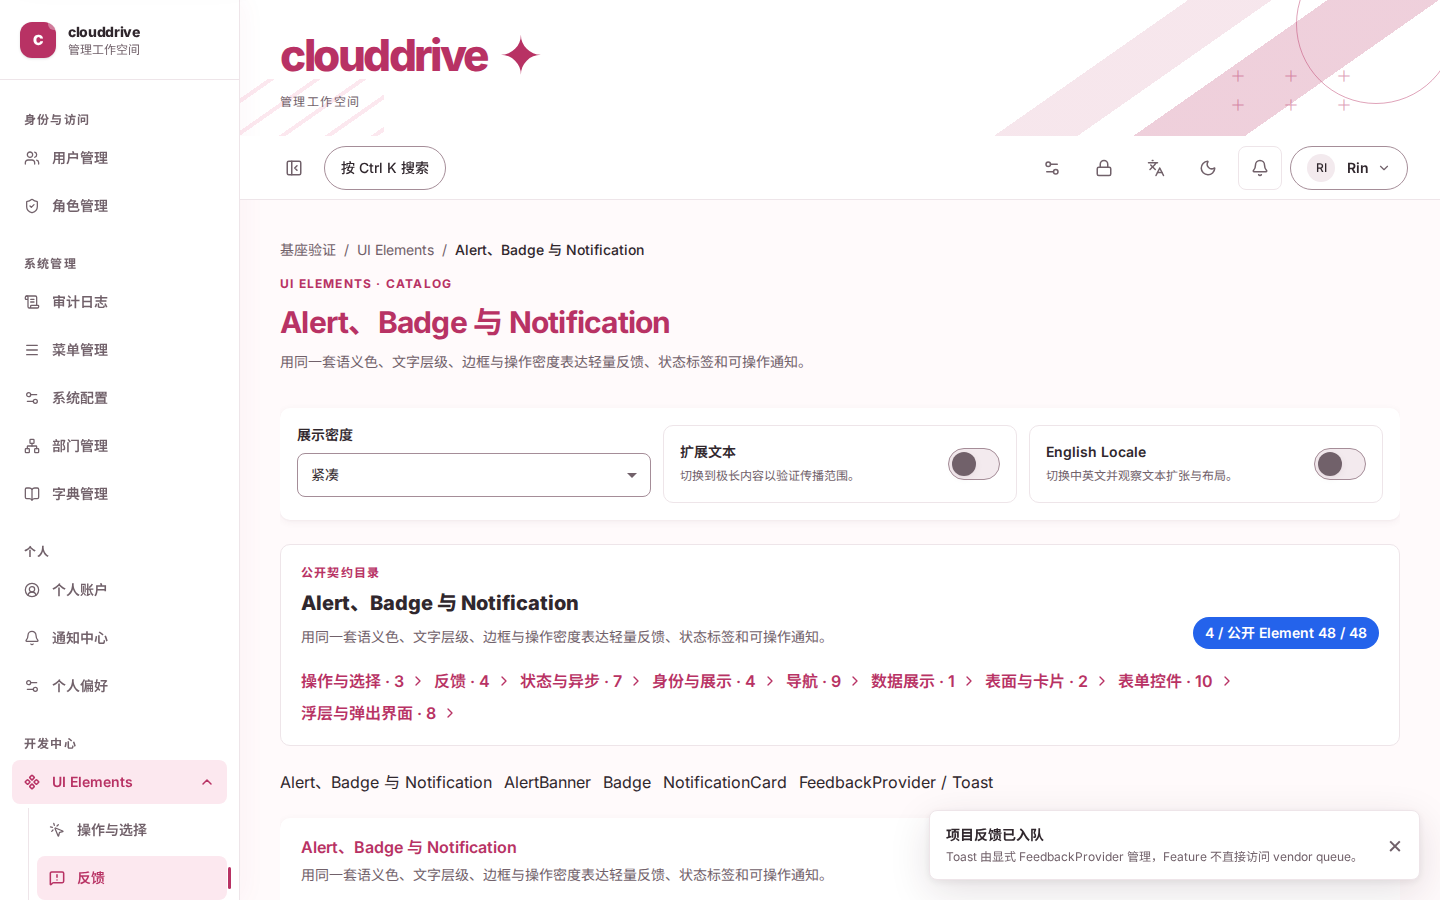 c
clouddrive
管理工作空间
身份与访问
用户管理
角色管理
系统管理
审计日志
菜单管理
系统配置
部门管理
字典管理
个人
个人账户
通知中心
个人偏好
开发中心
UI Elements
操作与选择
反馈
clouddrive
管理工作空间
按 Ctrl K 搜索
RI Rin
基座验证 / UI Elements / Alert、Badge 与 Notification
UI ELEMENTS · CATALOG
Alert、Badge 与 Notification
用同一套语义色、文字层级、边框与操作密度表达轻量反馈、状态标签和可操作通知。
展示密度
紧凑
扩展文本
切换到极长内容以验证传播范围。
English Locale
切换中英文并观察文本扩张与布局。
公开契约目录
Alert、Badge 与 Notification
用同一套语义色、文字层级、边框与操作密度表达轻量反馈、状态标签和可操作通知。
4 / 公开 Element 48 / 48
操作与选择 · 3 反馈 · 4 状态与异步 · 7 身份与展示 · 4 导航 · 9 数据展示 · 1 表面与卡片 · 2 表单控件 · 10
浮层与弹出界面 · 8
Alert、Badge 与 Notification AlertBanner Badge NotificationCard FeedbackProvider / Toast
Alert、Badge 与 Notification
用同一套语义色、文字层级、边框与操作密度表达轻量反馈、状态标签和可操作通知。
项目反馈已入队
Toast 由显式 FeedbackProvider 管理，Feature 不直接访问 vendor queue。